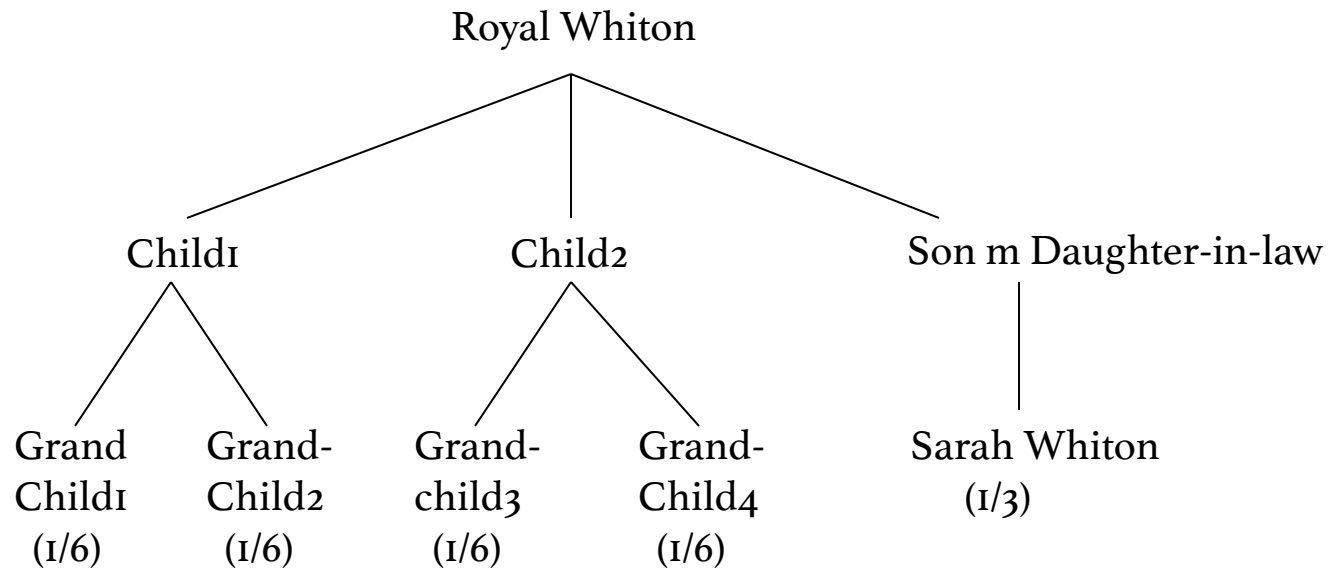 Royal Whiton
Child1
Child2
Son m Daughter-in-law
Grand
Child1
(1/6)
Grand-
Child2
(1/6)
Grand-
child3
(1/6)
Grand-
Child4
(1/6)
Sarah Whiton
(1/3)